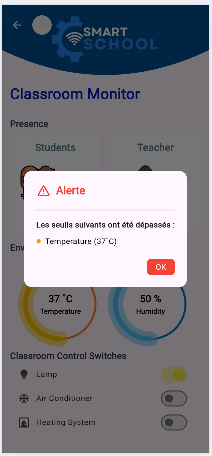 SMART
SCHOOL
Classroom Monitor
Presence
Students
Teacher
Alerte
Les seuils suivants ont été dépassés :
Temperature (37°C)
OK
37 °C
Temperature
50 %
Humidity
Classroom Control Switches
Lamp
Air Conditioner
Heating System